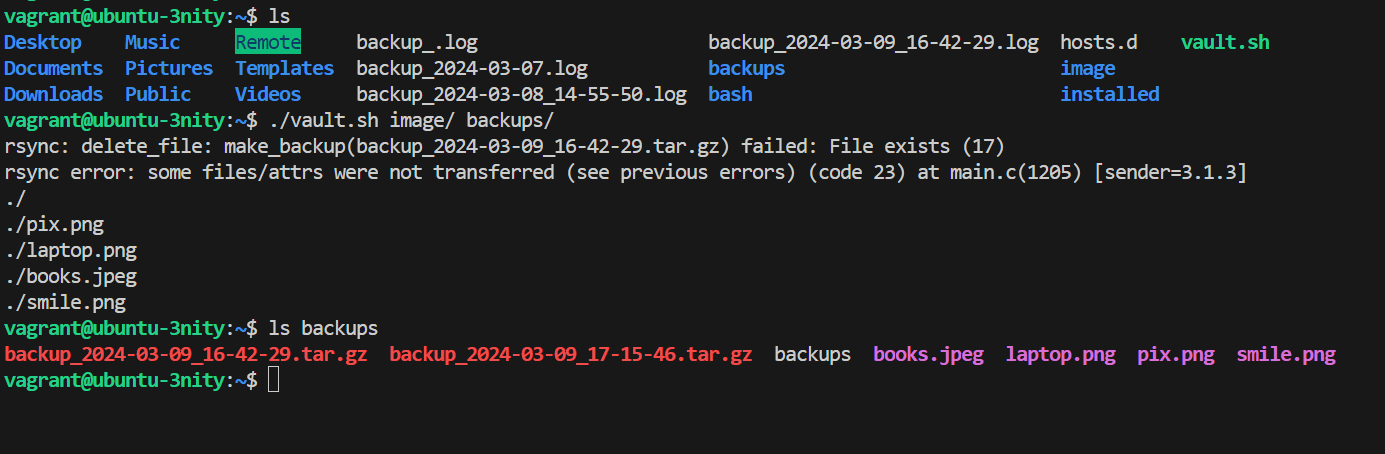 vagrant@ubuntu-3nity:~$ ls
Desktop Music Remote backup_.log backup_2024-03-09_16-42-29.log hosts.d vault.sh
Documents Pictures Templates backup_2024-03-07.log backups image
Downloads Public Videos backup_2024-03-08_14-55-50.log bash installed
vagrant@ubuntu-3nity:~$ ./vault.sh image/ backups/
rsync: delete_file: make_backup(backup_2024-03-09_16-42-29.tar.gz) failed: File exists (17)
rsync error: some files/attrs were not transferred (see previous errors) (code 23) at main.c(1205) [sender=3.1.3]
./
./pix.png
./laptop.png
./books.jpeg
./smile.png
vagrant@ubuntu-3nity:~$ ls backups
backup_2024-03-09_16-42-29.tar.gz backup_2024-03-09_17-15-46.tar.gz backups books.jpeg laptop.png pix.png smile.png
vagrant@ubuntu-3nity:~$